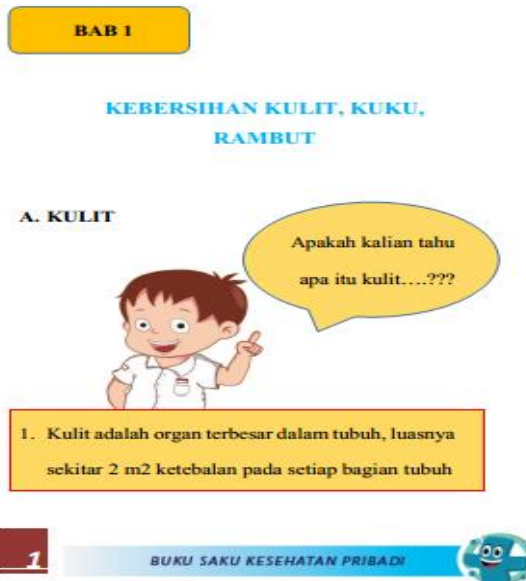 BAB 1
KEBERSIHAN KULIT, KUKU,
RAMBUT
A. KULIT
Apakah kalian tahu
apa itu kulit....???
1. Kulit adalah organ terbesar dalam tubuh, luasnya
sekitar 2 m2 ketebalan pada setiap bagian tubuh
1
BUKU SAKU KESEHATAN PRIBADI